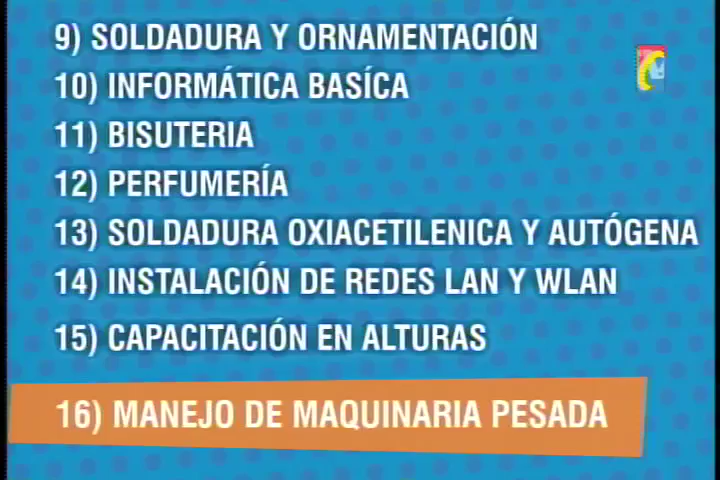 9) SOLDADURA Y ORNAMENTACIÓN
10) INFORMÁTICA BASÍCA
11) BISUTERIA
12) PERFUMERÍA
13) SOLDADURA OXIACETILENICA Y AUTÓGENA
14) INSTALACIÓN DE REDES LAN Y WLAN
15) CAPACITACIÓN EN ALTURAS
16) MANEJO DE MAQUINARIA PESADA